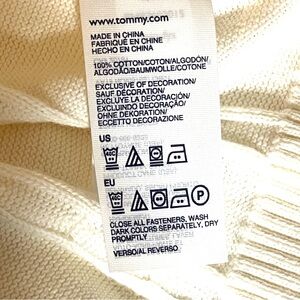 www.tommy.com
MADE IN CHINA
FABRIQUÉ EN CHINE
HECHO EN CHINA
100% COTTON/COTON/ALGODÓN/
ALGODÃO/BAUMWOLLE/COTONE
EXCLUSIVE OF DECORATION/
SAUF DÉCORATION/
EXCLUYE LA DECORACIÓN/
EXCLUINDO DECORAÇÃO/
OHNE DEKORATION/
ECCETTO DECORAZIONE
US
EU
CLOSE ALL FASTENERS, WASH
DARK COLORS SEPARATELY, DRY
PROMPTLY
VERSO/AL REVERSO